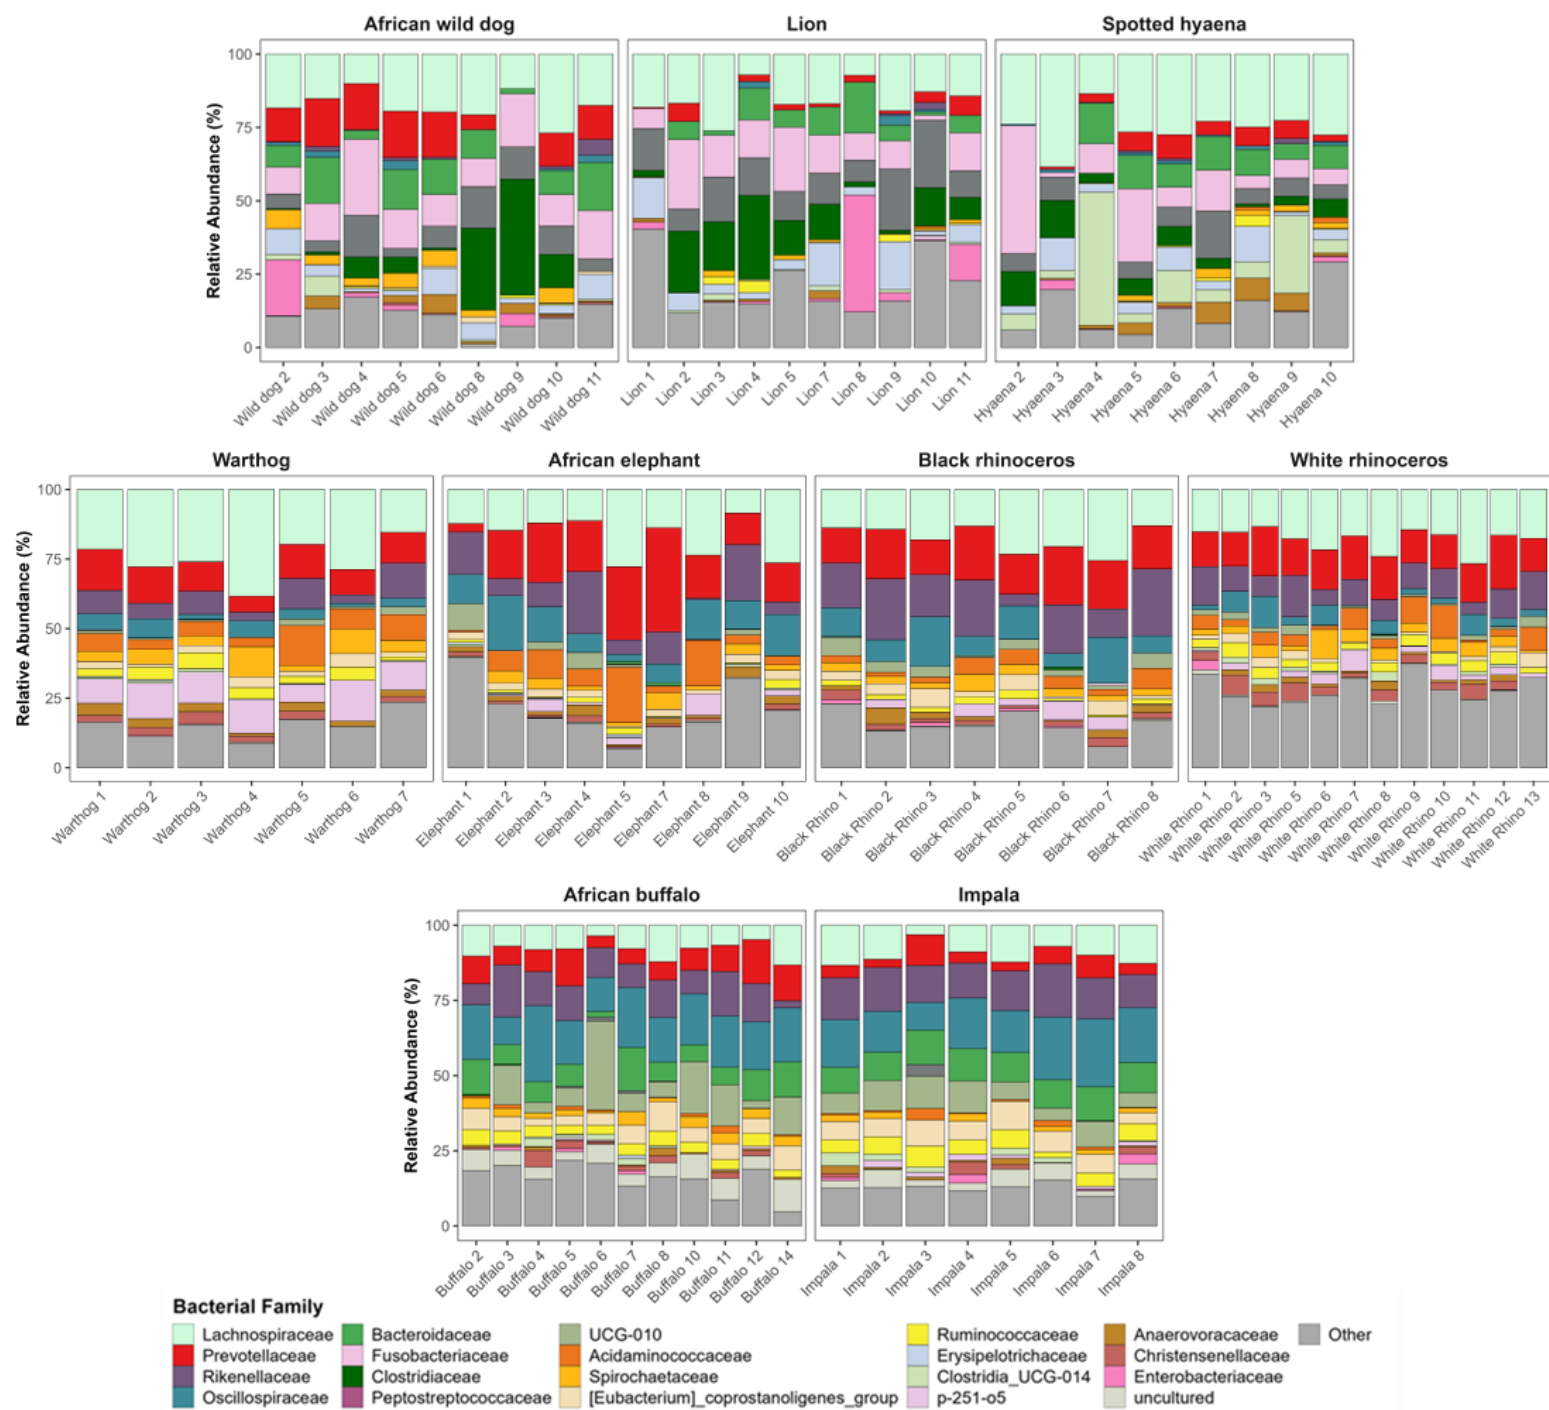 African wild dog Lion Spotted hyaena
Relative Abundance (%)
100
75
50
25
0
Wild dog 2 Wild dog 3 Wild dog 4 Wild dog 5 Wild dog 6 Wild dog 8 Wild dog 9 Wild dog 10 Wild dog 11 Lion 1 Lion 2 Lion 3 Lion 4 Lion 5 Lion 7 Lion 8 Lion 9 Lion 10 Lion 11 Hyaena 2 Hyaena 3 Hyaena 4 Hyaena 5 Hyaena 6 Hyaena 7 Hyaena 8 Hyaena 9 Hyaena 10
Warthog African elephant Black rhinoceros White rhinoceros
Relative Abundance (%)
100
75
50
25
0
Warthog 1 Warthog 2 Warthog 3 Warthog 4 Warthog 5 Warthog 6 Warthog 7 Elephant 1 Elephant 2 Elephant 3 Elephant 4 Elephant 5 Elephant 7 Elephant 8 Elephant 9 Elephant 10 Black Rhino 1 Black Rhino 2 Black Rhino 3 Black Rhino 4 Black Rhino 5 Black Rhino 6 Black Rhino 7 Black Rhino 8 White Rhino 1 White Rhino 2 White Rhino 3 White Rhino 5 White Rhino 6 White Rhino 7 White Rhino 8 White Rhino 9 White Rhino 10 White Rhino 11 White Rhino 12 White Rhino 13
African buffalo Impala
Relative Abundance (%)
100
75
50
25
0
Buffalo 2 Buffalo 3 Buffalo 4 Buffalo 5 Buffalo 6 Buffalo 7 Buffalo 8 Buffalo 10 Buffalo 11 Buffalo 12 Buffalo 14 Impala 1 Impala 2 Impala 3 Impala 4 Impala 5 Impala 6 Impala 7 Impala 8
Bacterial Family
Lachnospiraceae Bacteroidaceae UCG-010 Ruminococcaceae Anaerovoracaceae Other
Prevotellaceae Fusobacteriaceae Acidaminococcaceae Erysipelotrichaceae Christensenellaceae
Rikenellaceae Clostridiaceae Spirochaetaceae Clostridia_UCG-014 Enterobacteriaceae
Oscillospiraceae Peptostreptococcaceae [Eubacterium]_coprostanoligenes_group p-251-o5 uncultured